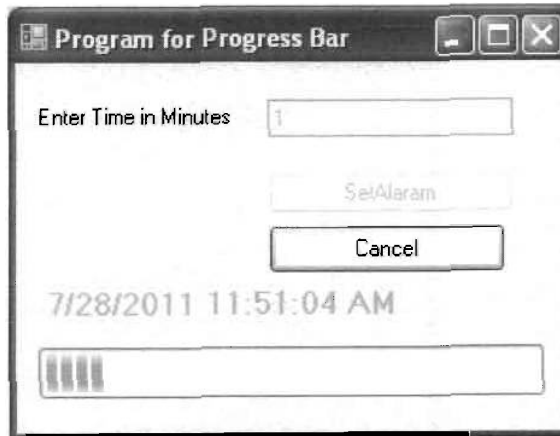 Program for Progress Bar
Enter Time in Minutes 1
SetAlaram
Cancel
7/28/2011 11:51:04 AM